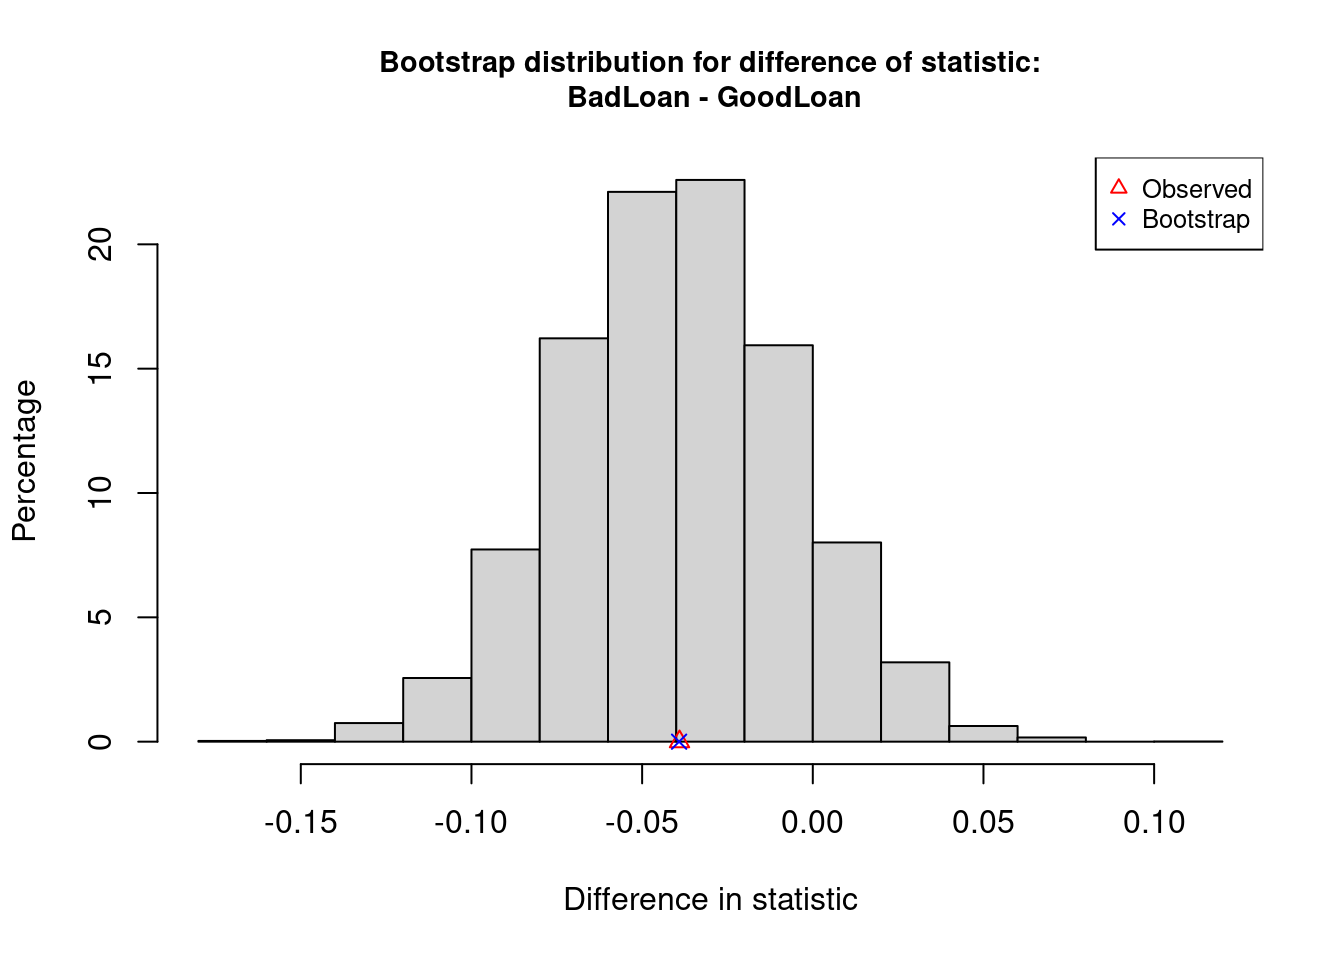 Bootstrap distribution for difference of statistic:
BadLoan - GoodLoan
Observed
Bootstrap
Percentage
20
15
10
5
0
-0.15 -0.10 -0.05 0.00 0.05 0.10
Difference in statistic